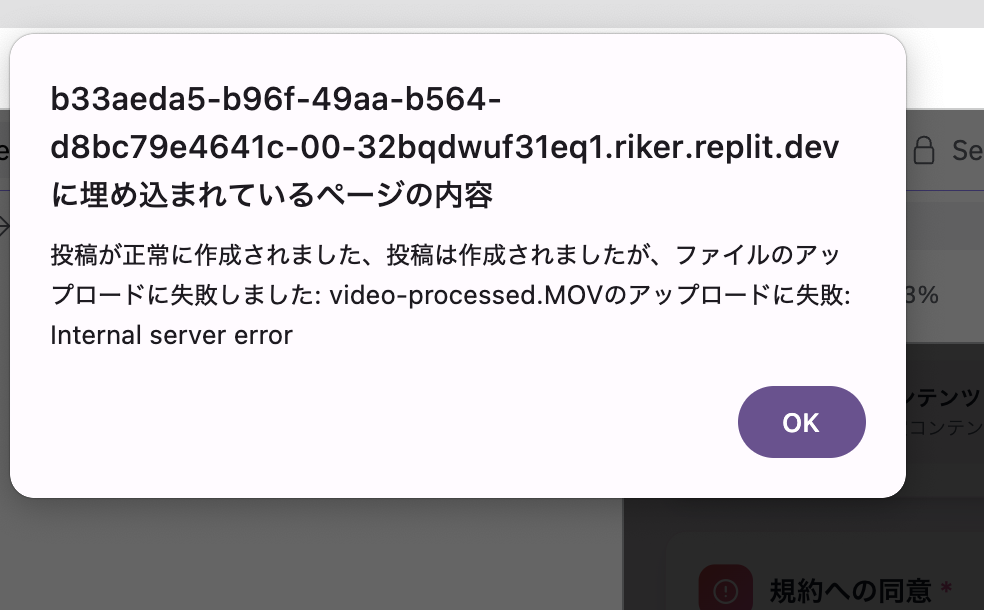 b33aeda5-b96f-49aa-b564-
d8bc79e4641c-00-32bqdwuf31eq1.riker.replit.dev
に埋め込まれているページの内容
Se
投稿が正常に作成されました、投稿は作成されましたが、ファイルのアッ
プロードに失敗しました: video-processed.MOVのアップロードに失敗:
3%
Internal server error
ンテンツ
コンテン
OK
規約への同意 *